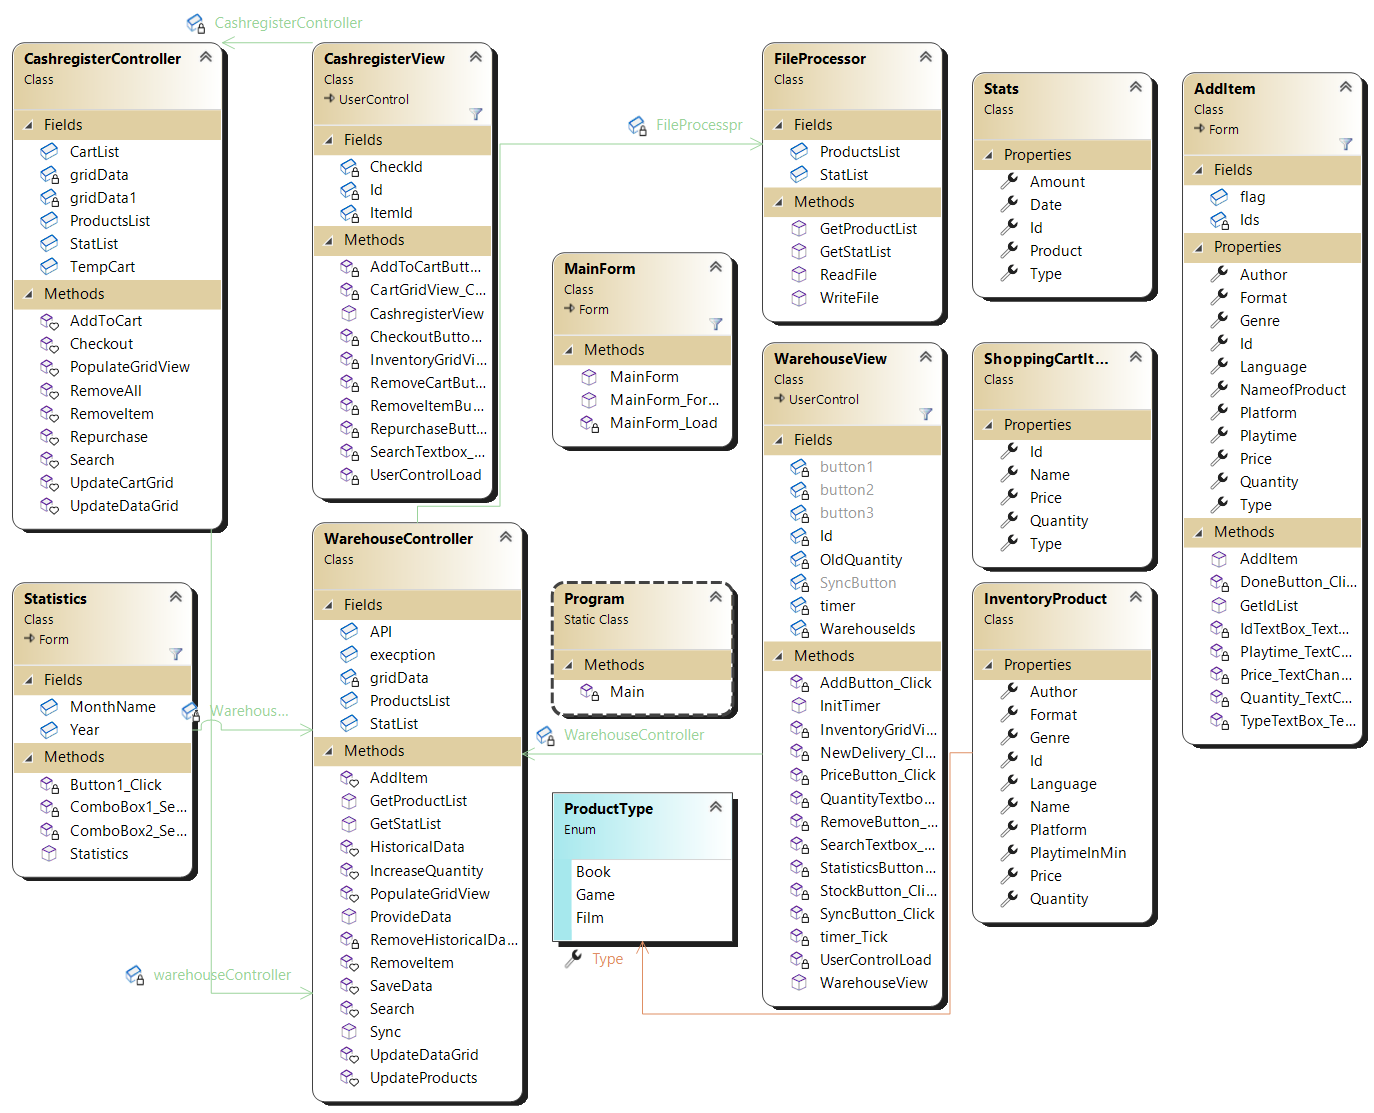 CashregisterController
CashregisterController
Class
Fields
CartList
gridData
gridData1
ProductsList
StatList
TempCart
Methods
AddToCart
Checkout
PopulateGridView
RemoveAll
RemoveItem
Repurchase
Search
UpdateCartGrid
UpdateDataGrid
CashregisterView
Class
UserControl
Fields
CheckId
Id
ItemId
Methods
AddToCartButt...
CartGridView_C...
CashregisterView
CheckoutButto...
InventoryGridVi...
RemoveCartBut...
RemoveItemBu...
RepurchaseButt...
SearchTextbox_...
UserControlLoad
FileProcesspr
FileProcessor
Class
Fields
ProductsList
StatList
Methods
GetProductList
GetStatList
ReadFile
WriteFile
Stats
Class
Properties
Amount
Date
Id
Product
Type
AddItem
Class
Form
Fields
flag
Ids
Properties
Author
Format
Genre
Id
Language
NameofProduct
Platform
Playtime
Price
Quantity
Type
Methods
AddItem
DoneButton_Cli...
GetIdList
IdTextBox_Text...
Playtime_TextC...
Price_TextChan...
Quantity_TextC...
TypeTextBox_Te...
MainForm
Class
Form
Methods
MainForm
MainForm_For...
MainForm_Load
WarehouseView
Class
UserControl
Fields
button1
button2
button3
Id
OldQuantity
SyncButton
timer
WarehouseIds
Methods
AddButton_Click
InitTimer
InventoryGridVi...
NewDelivery_Cl...
PriceButton_Click
QuantityTextbo...
RemoveButton_...
SearchTextbox_...
StatisticsButton...
StockButton_Cli...
SyncButton_Click
timer_Tick
UserControlLoad
WarehouseView
ShoppingCartIt...
Class
Properties
Id
Name
Price
Quantity
Type
WarehouseController
Class
Fields
API
execption
gridData
ProductsList
StatList
Methods
AddItem
GetProductList
GetStatList
HistoricalData
IncreaseQuantity
PopulateGridView
ProvideData
RemoveHistoricalDa...
RemoveItem
SaveData
Search
Sync
UpdateDataGrid
UpdateProducts
Statistics
Class
Form
Fields
MonthName
Year
Methods
Button1_Click
ComboBox1_Se...
ComboBox2_Se...
Statistics
Warehous...
warehouseController
Program
Static Class
Methods
Main
WarehouseController
ProductType
Enum
Book
Game
Film
Type
InventoryProduct
Class
Properties
Author
Format
Genre
Id
Language
Name
Platform
PlaytimeInMin
Price
Quantity